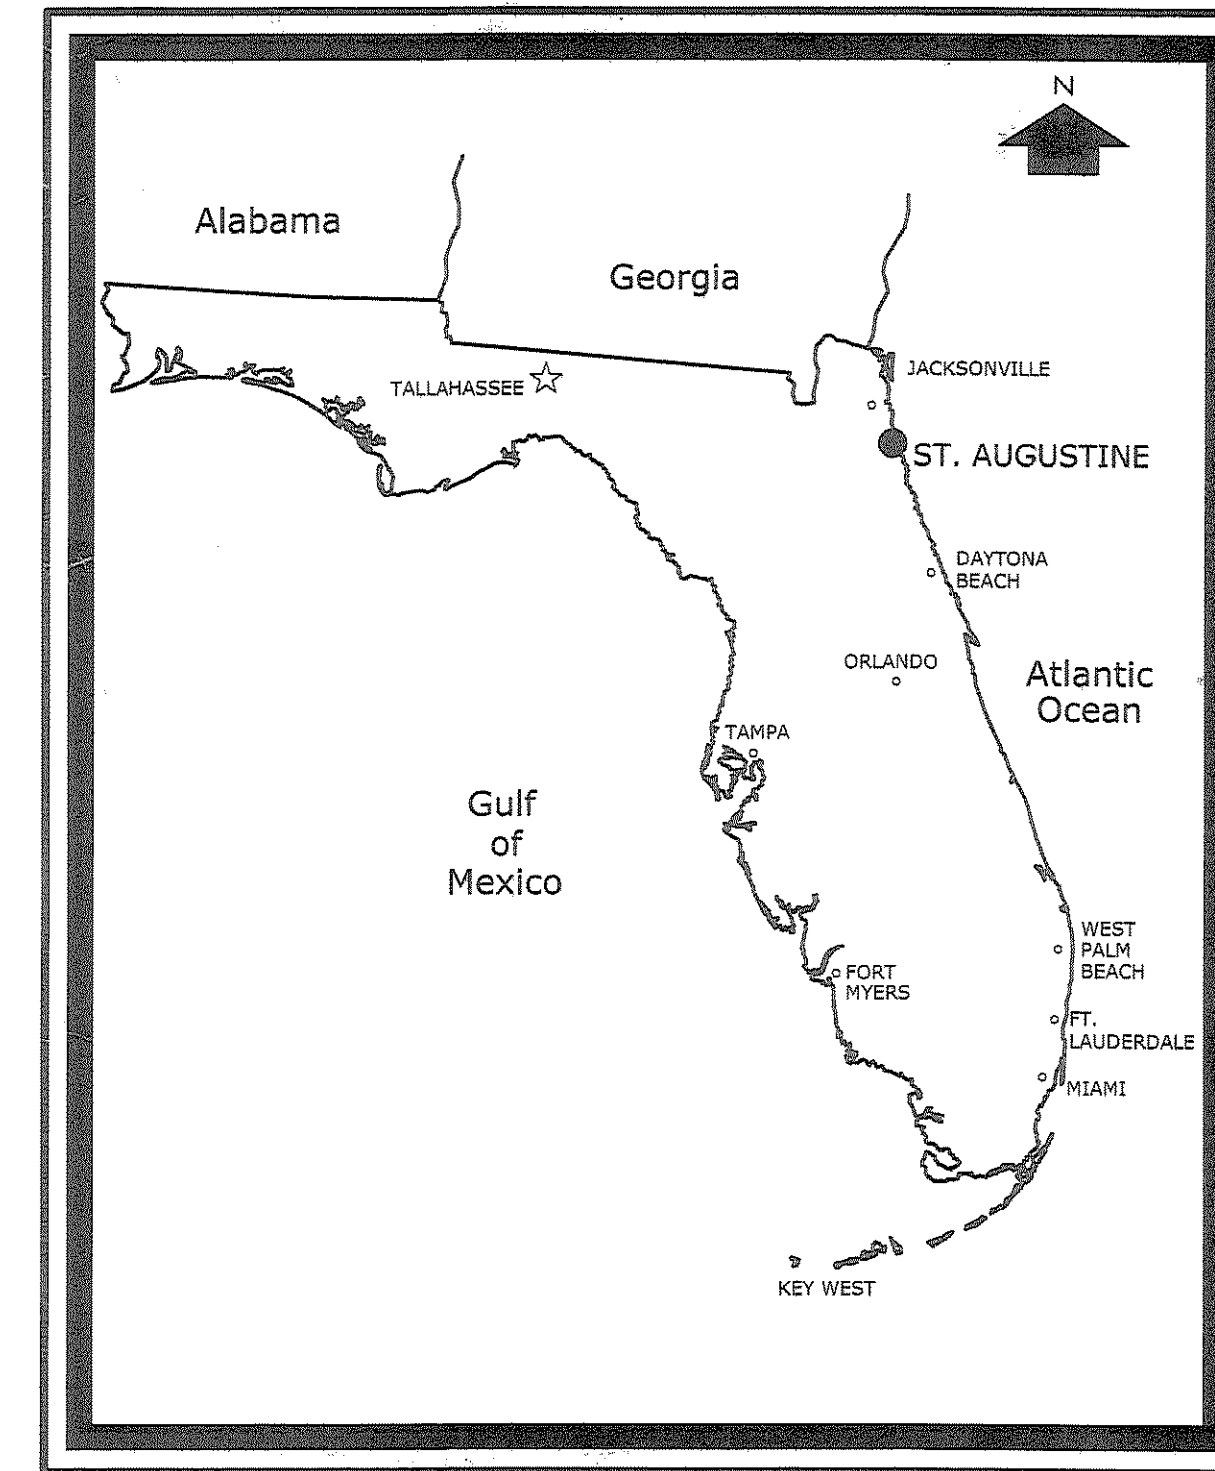 N
Alabama
Georgia
JACKSONVILLE
TALLAHASSEE
ST. AUGUSTINE
DAYTONA
BEACH
ORLANDO
Atlantic
Ocean
TAMPA
Gulf
of
Mexico
WEST
PALM
BEACH
FORT
MYERS
FT.
LAUDERDALE
MIAMI
KEY WEST